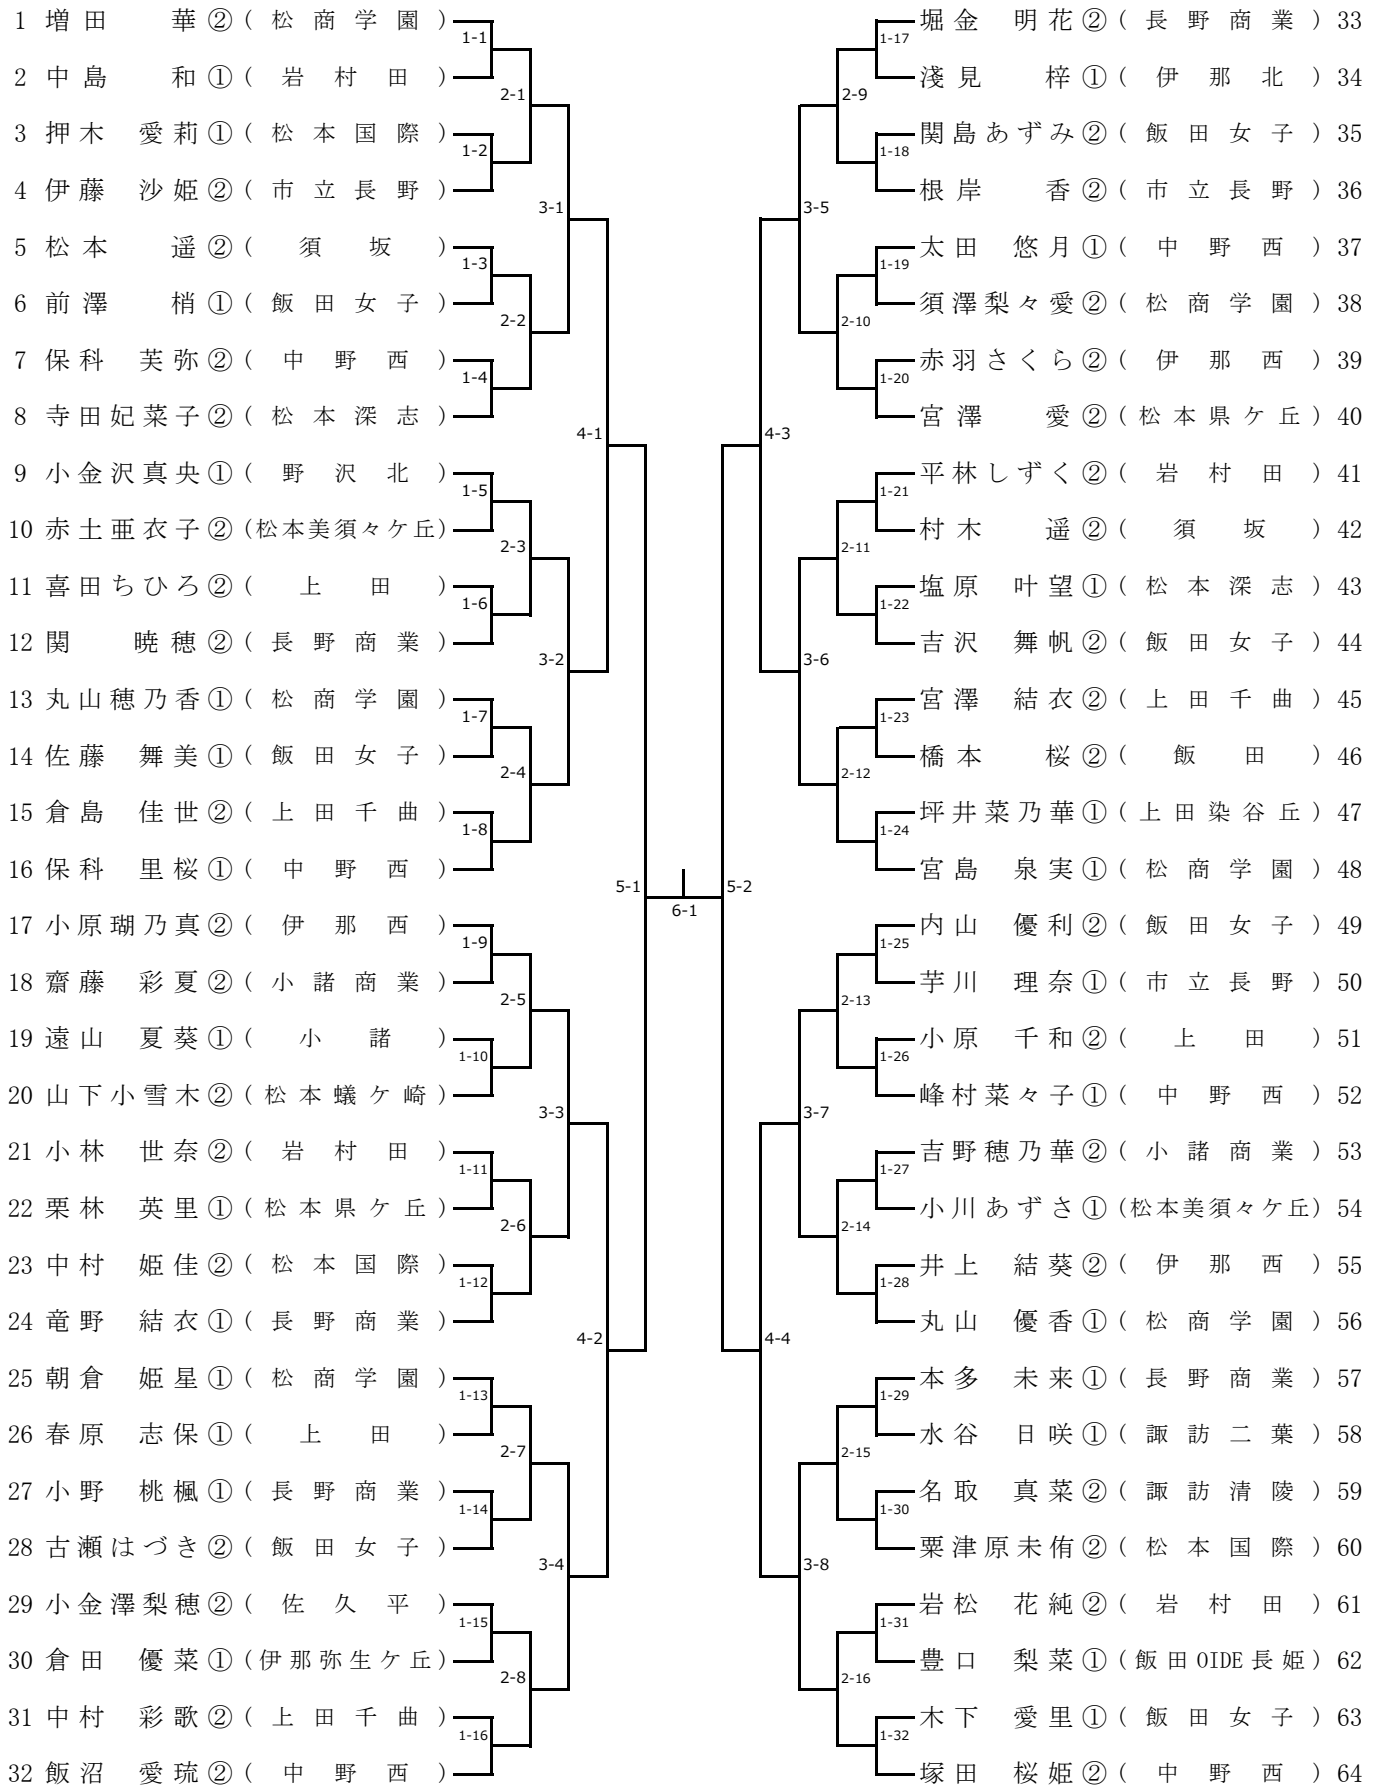 1 増田 華② (松商学園)
1-1
2 中島 和① (岩村田)
2-1
3 押木 愛莉① (松本国際)
1-2
4 伊藤 沙姫② (市立長野)
3-1
5 松本 遥② (須坂)
1-3
6 前澤 梢① (飯田女子)
2-2
7 保科 芙弥② (中野西)
1-4
8 寺田妃菜子② (松本深志)
4-1
9 小金沢真央① (野沢北)
1-5
10 赤土亜衣子② (松本美須々ケ丘)
2-3
11 喜田ちひろ② (上田)
1-6
12 関 暁穂② (長野商業)
3-2
13 丸山穂乃香① (松商学園)
1-7
14 佐藤 舞美① (飯田女子)
2-4
15 倉島 佳世② (上田千曲)
1-8
16 保科 里桜① (中野西)
5-1
6-1
17 小原瑚乃真② (伊那西)
1-9
18 齋藤 彩夏② (小諸商業)
2-5
19 遠山 夏葵① (小諸)
1-10
20 山下小雪木② (松本蟻ケ崎)
3-3
21 小林 世奈② (岩村田)
1-11
22 栗林 英里① (松本県ケ丘)
2-6
23 中村 姫佳② (松本国際)
1-12
24 竜野 結衣① (長野商業)
4-2
25 朝倉 姫星① (松商学園)
1-13
26 春原 志保① (上田)
2-7
27 小野 桃楓① (長野商業)
1-14
28 古瀬はづき② (飯田女子)
3-4
29 小金澤梨穂② (佐久平)
1-15
30 倉田 優菜① (伊那弥生ケ丘)
2-8
31 中村 彩歌② (上田千曲)
1-16
32 飯沼 愛琉② (中野西)
堀金 明花② (長野商業) 33
1-17
淺見 梓① (伊那北) 34
2-9
関島あずみ② (飯田女子) 35
1-18
根岸 香② (市立長野) 36
3-5
太田 悠月① (中野西) 37
1-19
須澤梨々愛② (松商学園) 38
2-10
赤羽さくら② (伊那西) 39
1-20
宮澤 愛② (松本県ケ丘) 40
4-3
平林しずく② (岩村田) 41
1-21
村木 遥② (須坂) 42
2-11
塩原 叶望① (松本深志) 43
1-22
吉沢 舞帆② (飯田女子) 44
3-6
宮澤 結衣② (上田千曲) 45
1-23
橋本 桜② (飯田) 46
2-12
坪井菜乃華① (上田染谷丘) 47
1-24
宮島 泉実① (松商学園) 48
5-2
内山 優利② (飯田女子) 49
1-25
芋川 理奈① (市立長野) 50
2-13
小原 千和② (上田) 51
1-26
峰村菜々子① (中野西) 52
3-7
吉野穂乃華② (小諸商業) 53
1-27
小川あずさ① (松本美須々ケ丘) 54
2-14
井上 結葵② (伊那西) 55
1-28
丸山 優香① (松商学園) 56
4-4
本多 未来① (長野商業) 57
1-29
水谷 日咲① (諏訪二葉) 58
2-15
名取 真菜② (諏訪清陵) 59
1-30
粟津原未侑② (松本国際) 60
3-8
岩松 花純② (岩村田) 61
1-31
豊口 梨菜① (飯田OIDE長姫) 62
2-16
木下 愛里① (飯田女子) 63
1-32
塚田 桜姫② (中野西) 64